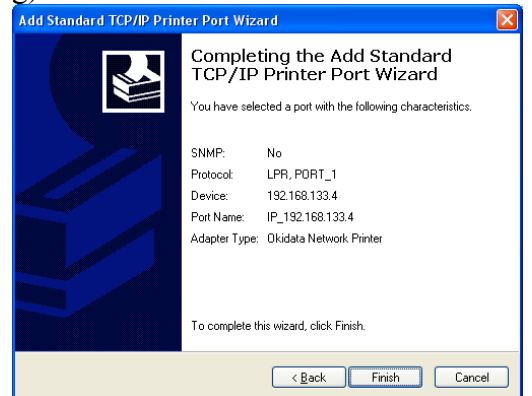 Add Standard TCP/IP Printer Port Wizard
Completing the Add Standard
TCP/IP Printer Port Wizard
You have selected a port with the following characteristics.
SNMP: No
Protocol: LPR, PORT_1
Device: 192.168.133.4
Port Name: IP_192.168.133.4
Adapter Type: Okidata Network Printer
To complete this wizard, click Finish.
< Back Finish Cancel